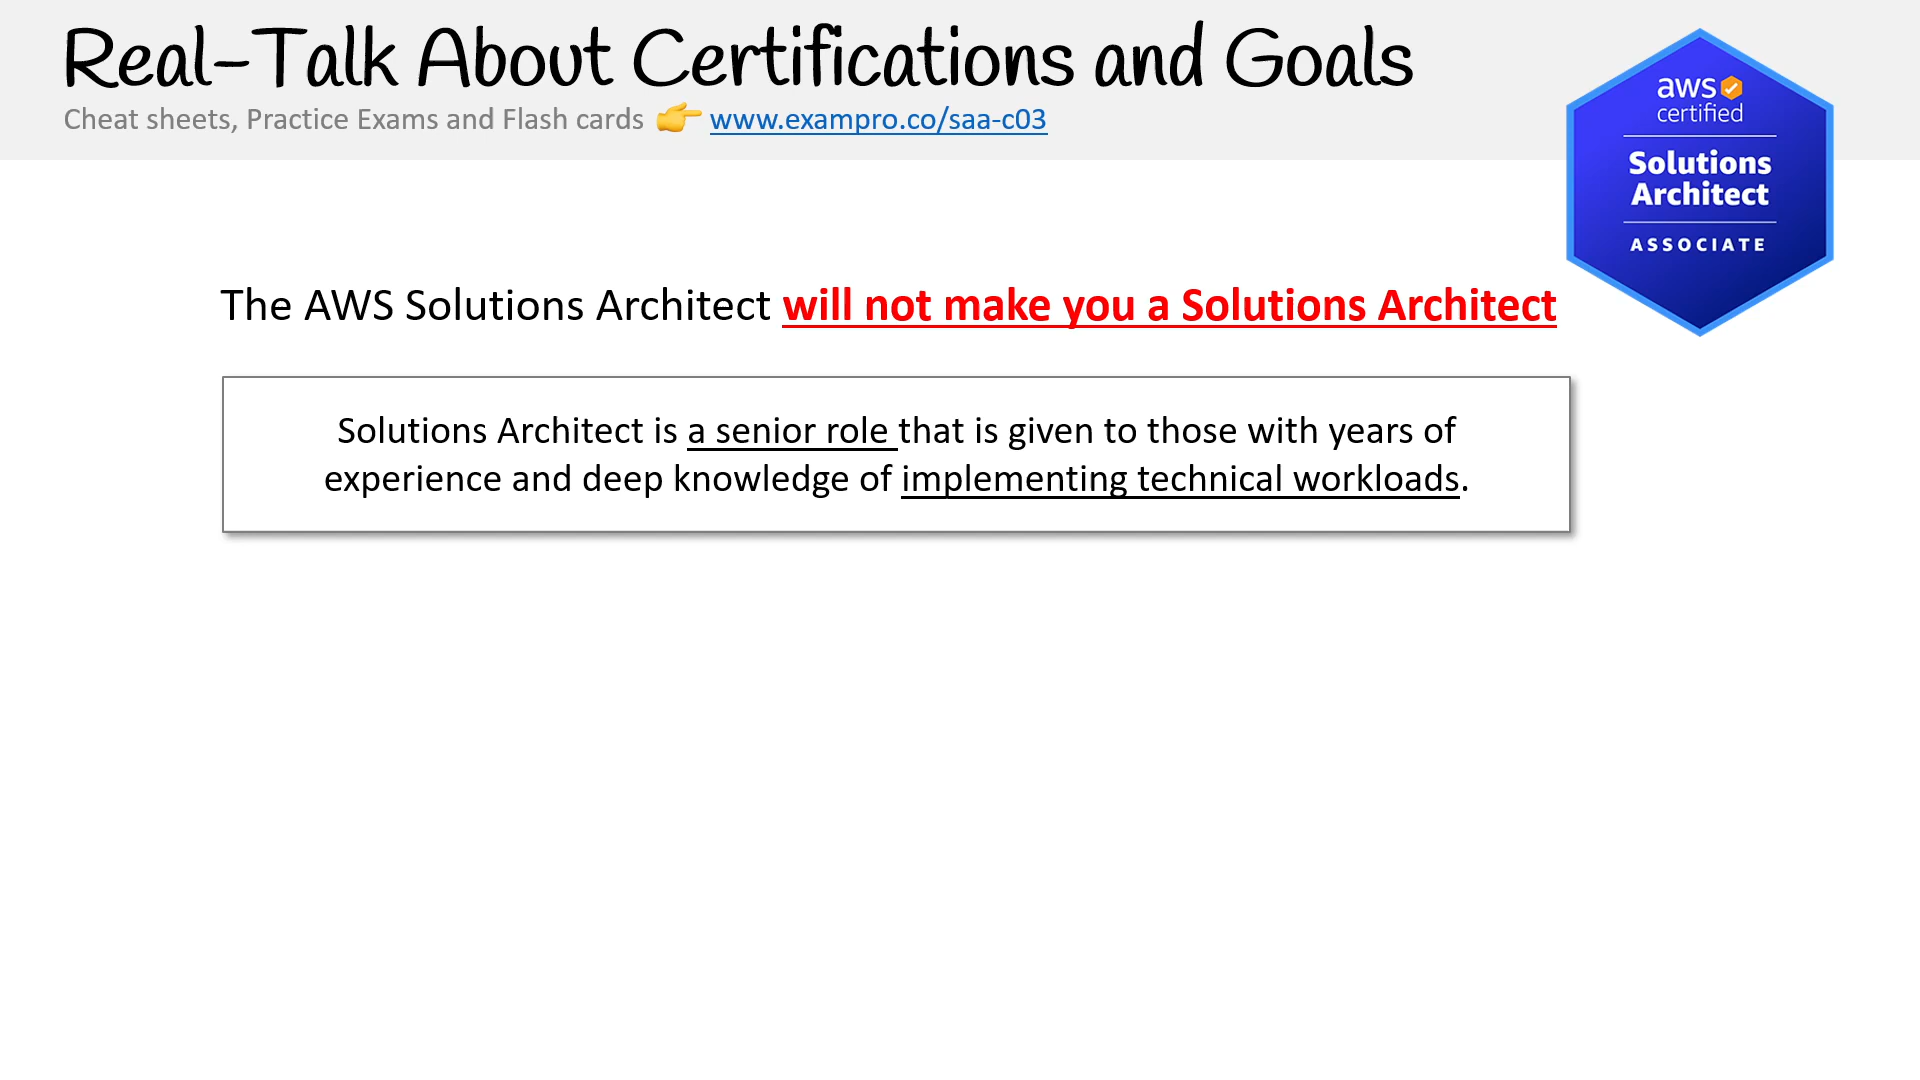 Real-Talk About Certifications and Goals
Cheat sheets, Practice Exams and Flash cards 👉 www.exampro.co/saa-c03
aws
certified
Solutions
Architect
ASSOCIATE
The AWS Solutions Architect will not make you a Solutions Architect
Solutions Architect is a senior role that is given to those with years of
experience and deep knowledge of implementing technical workloads.